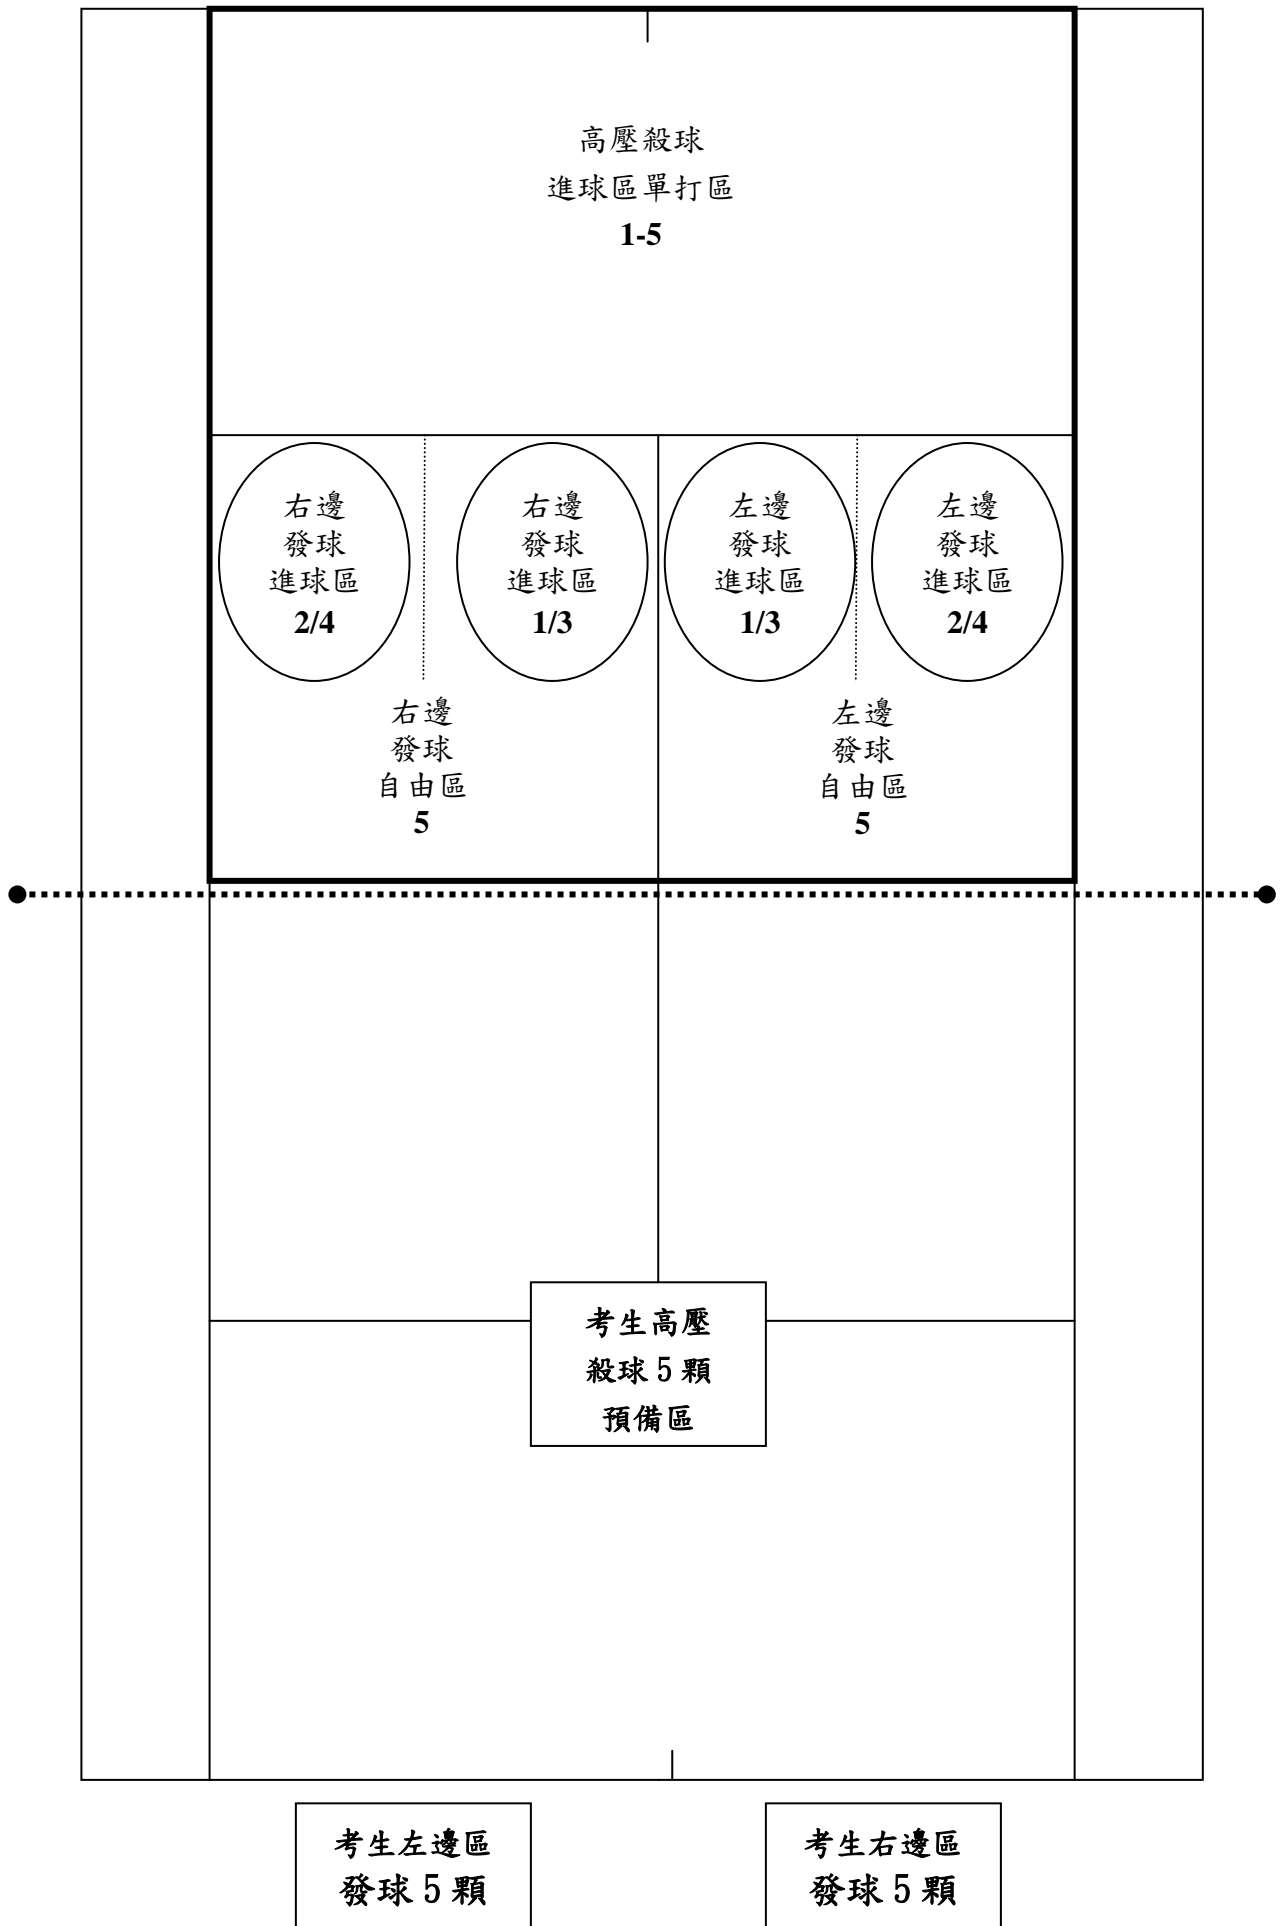 高壓殺球
進球區單打區
1-5
右邊
發球
進球區
2/4
右邊
發球
進球區
1/3
左邊
發球
進球區
1/3
左邊
發球
進球區
2/4
右邊
發球
自由區
5
左邊
發球
自由區
5
考生高壓
殺球 5 顆
預備區
考生左邊區
發球 5 顆
考生右邊區
發球 5 顆